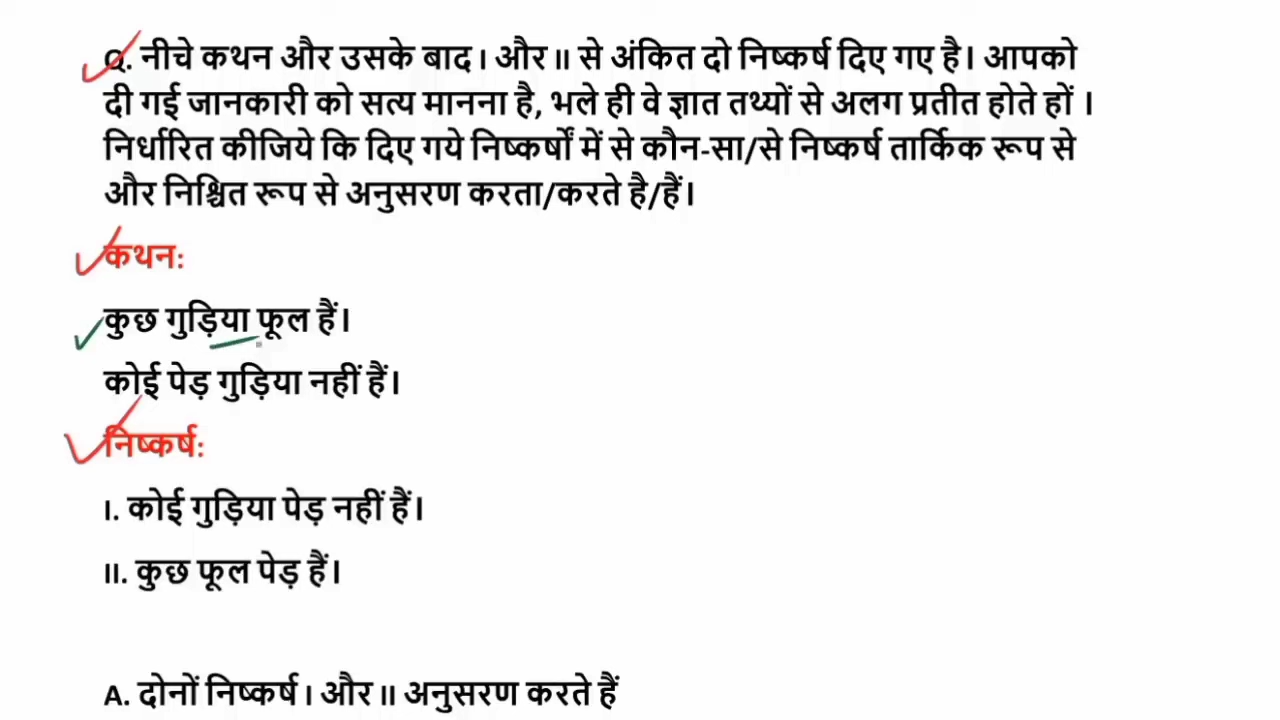 Q. नीचे कथन और उसके बाद I और II से अंकित दो निष्कर्ष दिए गए है। आपको
दी गई जानकारी को सत्य मानना है, भले ही वे ज्ञात तथ्यों से अलग प्रतीत होते हों ।
निर्धारित कीजिये कि दिए गये निष्कर्षों में से कौन-सा/से निष्कर्ष तार्किक रूप से
और निश्चित रूप से अनुसरण करता/करते है/हैं।
कथन:
कुछ गुड़िया फूल हैं।
कोई पेड़ गुड़िया नहीं हैं।
निष्कर्ष:
I. कोई गुड़िया पेड़ नहीं हैं।
II. कुछ फूल पेड़ हैं।
A. दोनों निष्कर्ष I और II अनुसरण करते हैं